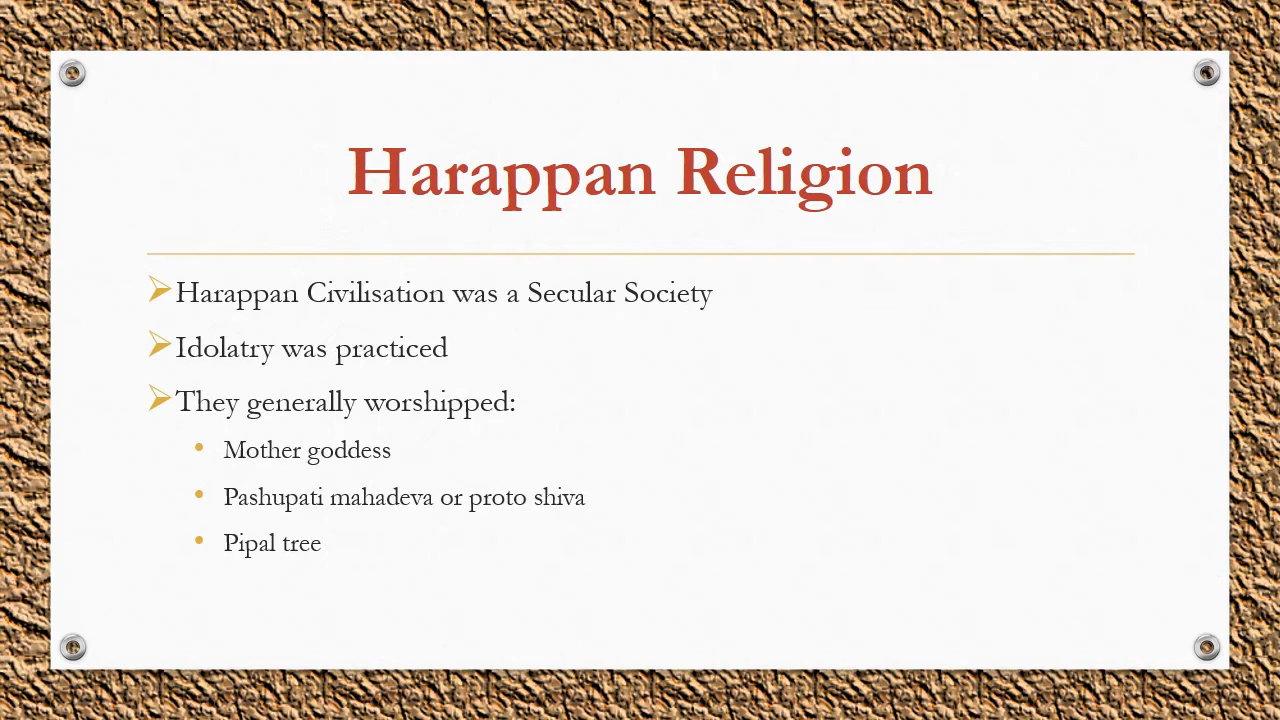 Harappan Religion
Harappan Civilisation was a Secular Society
Idolatry was practiced
They generally worshipped:
Mother goddess
Pashupati mahadeva or proto shiva
Pipal tree